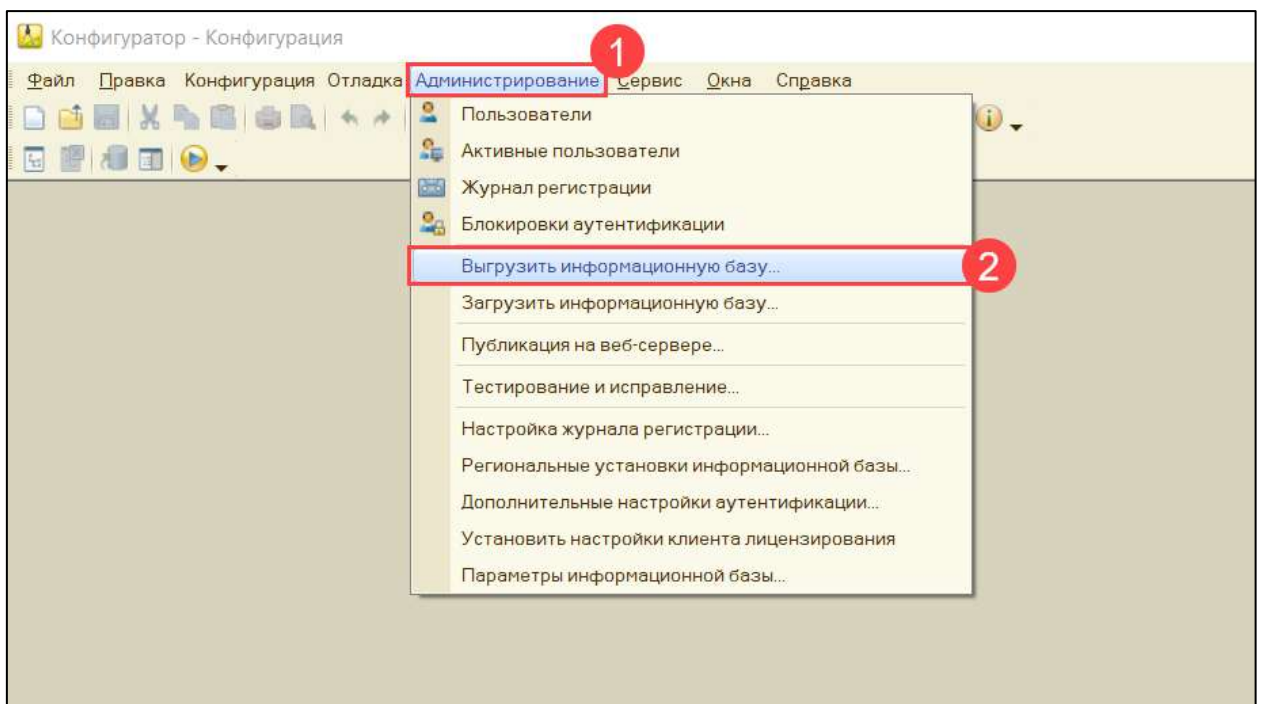 Конфигуратор - Конфигурация
1
Файл Правка Конфигурация Отладка Администрирование Сервис Окна Справка
Пользователи
Активные пользователи
Журнал регистрации
Блокировки аутентификации
Выгрузить информационную базу...
2
Загрузить информационную базу...
Публикация на веб-сервере...
Тестирование и исправление...
Настройка журнала регистрации...
Региональные установки информационной базы...
Дополнительные настройки аутентификации...
Установить настройки клиента лицензирования
Параметры информационной базы...